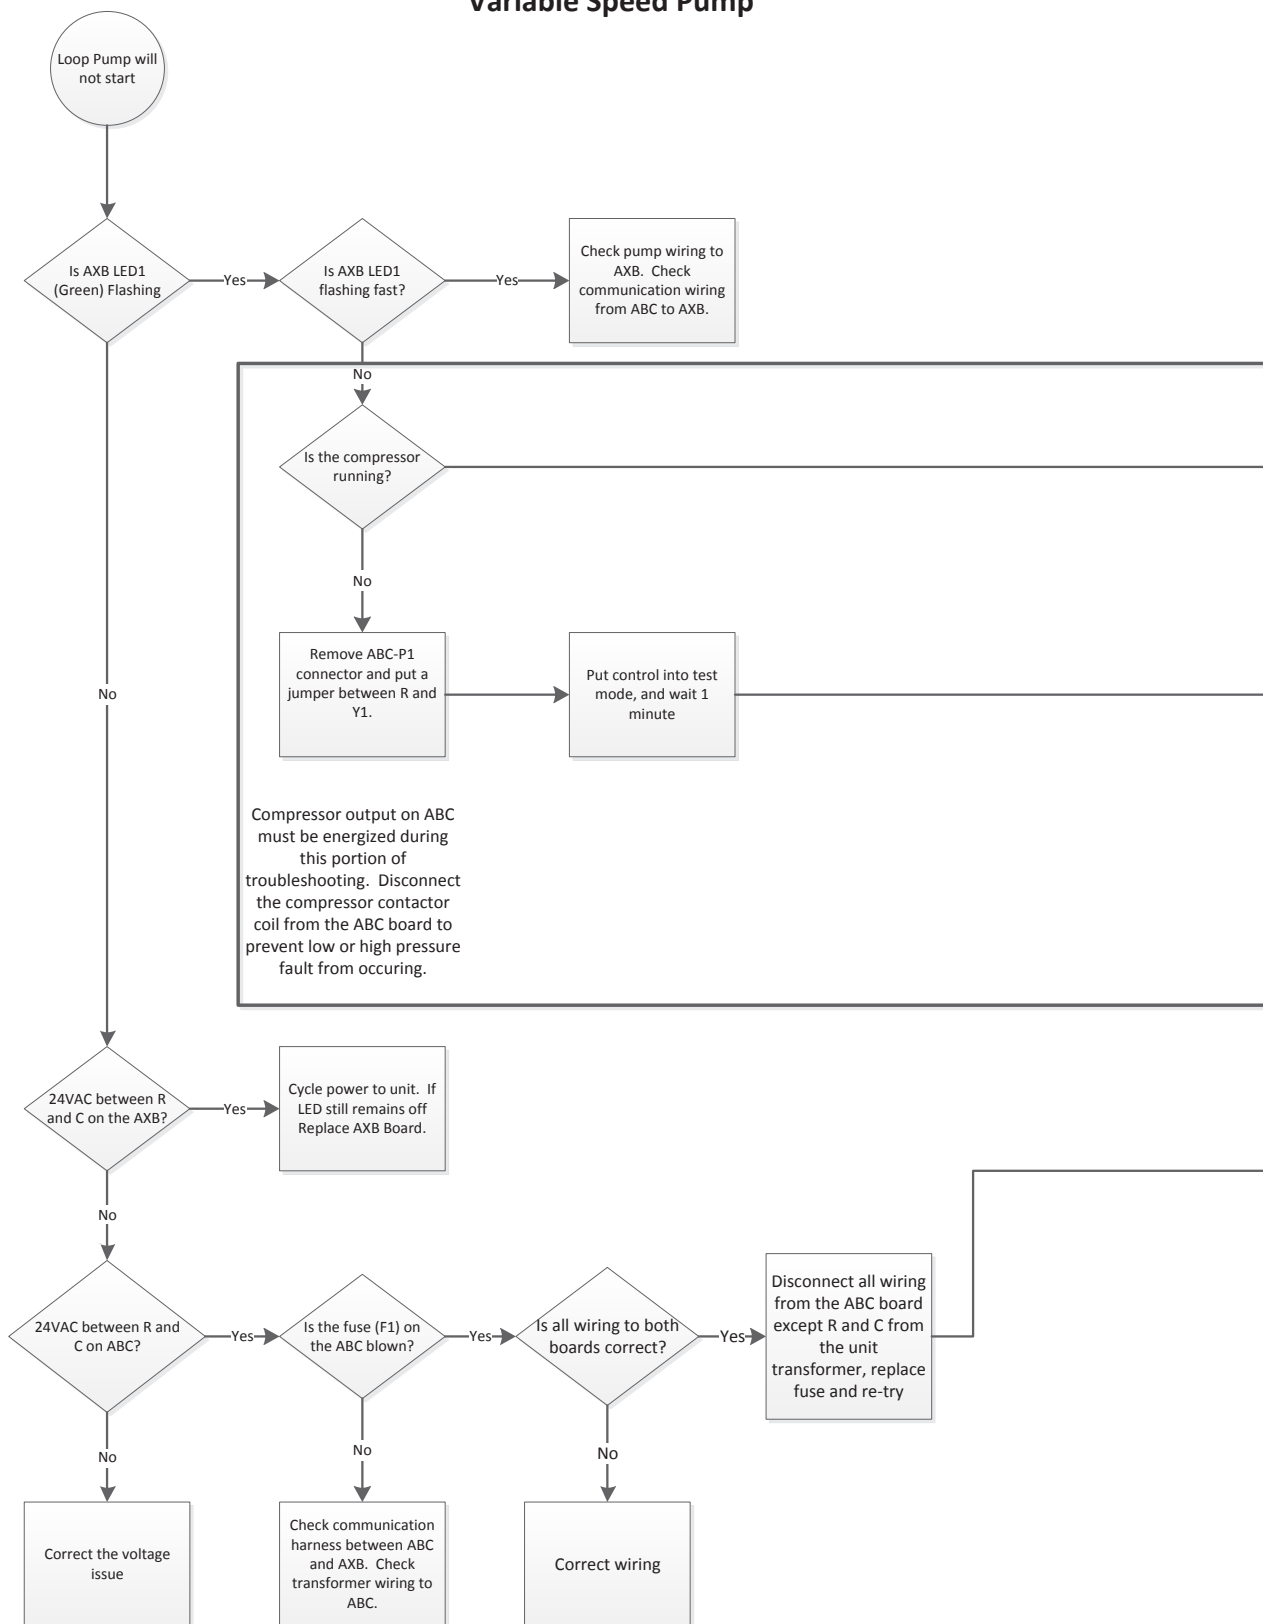 Variable Speed Pump
Loop Pump will
not start
Is AXB LED1
(Green) Flashing
Yes
Is AXB LED1
flashing fast?
Yes
Check pump wiring to
AXB.  Check
communication wiring
from ABC to AXB.
No
Is the compressor
running?
No
Remove ABC-P1
connector and put a
jumper between R and
Y1.
Put control into test
mode, and wait 1
minute
No
Compressor output on ABC
must be energized during
this portion of
troubleshooting.  Disconnect
the compressor contactor
coil from the ABC board to
prevent low or high pressure
fault from occuring.
24VAC between R
and C on the AXB?
Yes
Cycle power to unit.  If
LED still remains off
Replace AXB Board.
No
24VAC between R and
C on ABC?
Yes
Is the fuse (F1) on
the ABC blown?
Yes
Is all wiring to both
boards correct?
Yes
Disconnect all wiring
from the ABC board
except R and C from
the unit
transformer, replace
fuse and re-try
No
No
No
Correct the voltage
issue
Check communication
harness between ABC
and AXB.  Check
transformer wiring to
ABC.
Correct wiring